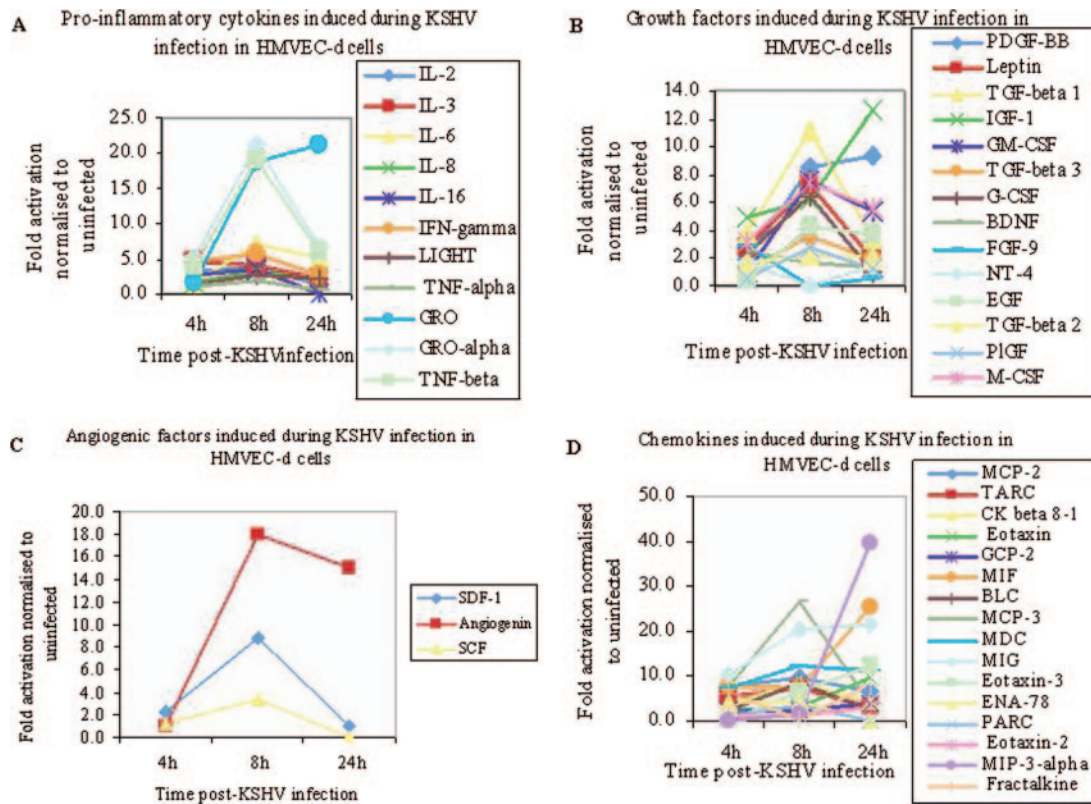 A
Pro-inflammatory cytokines induced during KSHV
infection in HMVEC-d cells
Fold activation
normalised to
uninfected
25.0
20.0
15.0
10.0
5.0
0.0
4h 8h 24h
Time post-KSHVinfection
IL-2
IL-3
IL-6
IL-8
IL-16
IFN-gamma
LIGHT
TNF-alpha
GRO
GRO-alpha
TNF-beta
B
Growth factors induced during KSHV infection in
HMVEC-d cells
Fold activation
normalised to
uninfected
14.0
12.0
10.0
8.0
6.0
4.0
2.0
0.0
4h 8h 24h
Time post-KSHV infection
PDGF-BB
Leptin
TGF-beta 1
IGF-1
GM-CSF
TGF-beta 3
G-CSF
BDNF
FGF-9
NT-4
EGF
TGF-beta 2
PlGF
M-CSF
C
Angiogenic factors induced during KSHV infection in
HMVEC-d cells
Fold activation normalised to
uninfected
20.0
18.0
16.0
14.0
12.0
10.0
8.0
6.0
4.0
2.0
0.0
4h 8h 24h
Time post-KSHV infection
SDF-1
Angiogenin
SCF
D
Chemokines induced during KSHV infection in
HMVEC-d cells
Fold activation normalised
to uninfected
50.0
40.0
30.0
20.0
10.0
0.0
4h 8h 24h
Time post-KSHV infection
MCP-2
TARC
CK beta 8-1
Eotaxin
GCP-2
MIF
BLC
MCP-3
MDC
MIG
Eotaxin-3
ENA-78
PARC
Eotaxin-2
MIP-3-alpha
Fractalkine